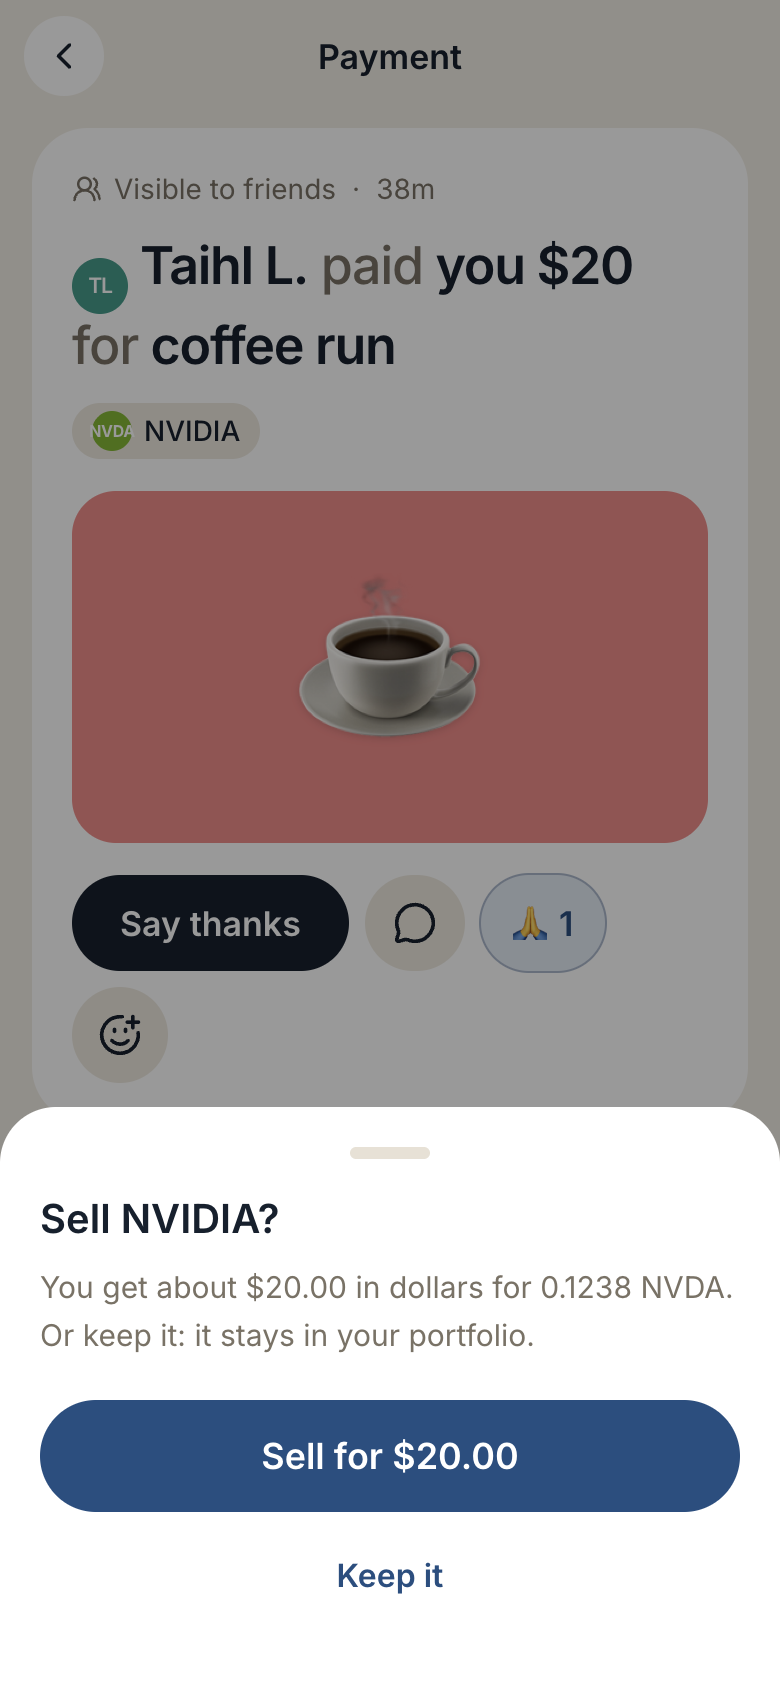 Payment
Visible to friends · 38m
TL Taihl L. paid you $20
for coffee run
NVDA NVIDIA
Say thanks
🙏 1
Sell NVIDIA?
You get about $20.00 in dollars for 0.1238 NVDA.
Or keep it: it stays in your portfolio.
Sell for $20.00
Keep it